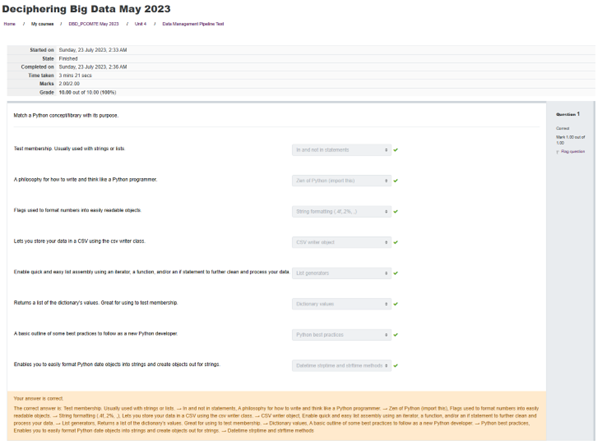 Deciphering Big Data May 2023
Home / My courses / DBD_PCOM7E May 2023 / Unit 4 / Data Management Pipeline Test
Started on Sunday, 23 July 2023, 2:33 AM
State Finished
Completed on Sunday, 23 July 2023, 2:36 AM
Time taken 3 mins 21 secs
Marks 2.00/2.00
Grade 10.00 out of 10.00 (100%)
Question 1
Correct
Mark 1.00 out of 1.00
Flag question
Match a Python concept/library with its purpose.
Test membership. Usually used with strings or lists. In and not in statements
A philosophy for how to write and think like a Python programmer. Zen of Python (import this)
Flags used to format numbers into easily readable objects. String formatting (.4f, 2%, ,)
Lets you store your data in a CSV using the csv writer class. CSV writer object
Enable quick and easy list assembly using an iterator, a function, and/or an if statement to further clean and process your data List generators
Returns a list of the dictionary's values. Great for using to test membership. Dictionary values
A basic outline of some best practices to follow as a new Python developer. Python best practices
Enables you to easily format Python date objects into strings and create objects out for strings. Datetime strptime and strftime methods
Your answer is correct.
The correct answer is: Test membership. Usually used with strings or lists. → In and not in statements, A philosophy for how to write and think like a Python programmer. → Zen of Python (import this), Flags used to format numbers into easily
readable objects. → String formatting (.4f, 2%, ,), Lets you store your data in a CSV using the csv writer class. → CSV writer object, Enable quick and easy list assembly using an iterator, a function, and/or an if statement to further clean and
process your data → List generators, Returns a list of the dictionary's values. Great for using to test membership. → Dictionary values, A basic outline of some best practices to follow as a new Python developer. → Python best practices,
Enables you to easily format Python date objects into strings and create objects out for strings. → Datetime strptime and strftime methods